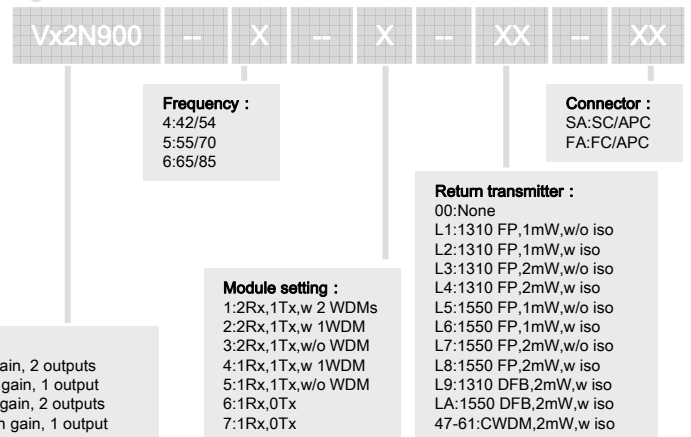 Vx2N900 -- X -- X -- XX -- XX
Frequency :
4:42/54
5:55/70
6:65/85
Connector :
SA:SC/APC
FA:FC/APC
Return transmitter :
00:None
L1:1310 FP,1mW,w/o iso
L2:1310 FP,1mW,w iso
L3:1310 FP,2mW,w/o iso
L4:1310 FP,2mW,w iso
L5:1550 FP,1mW,w/o iso
L6:1550 FP,1mW,w iso
L7:1550 FP,2mW,w/o iso
L8:1550 FP,2mW,w iso
L9:1310 DFB,2mW,w iso
LA:1550 DFB,2mW,w iso
47-61:CWDM,2mW,w iso
Module setting :
1:2Rx,1Tx,w 2 WDMs
2:2Rx,1Tx,w 1WDM
3:2Rx,1Tx,w/o WDM
4:1Rx,1Tx,w 1WDM
5:1Rx,1Tx,w/o WDM
6:1Rx,0Tx
7:1Rx,0Tx
ain, 2 outputs
gain, 1 output
gain, 2 outputs
gain, 1 output